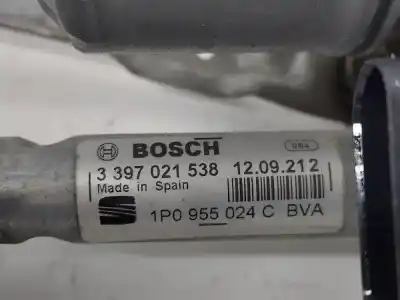 BOSCH
3 397 021 538 12.09.212
Made in Spain
1P0 955 024 C BVA